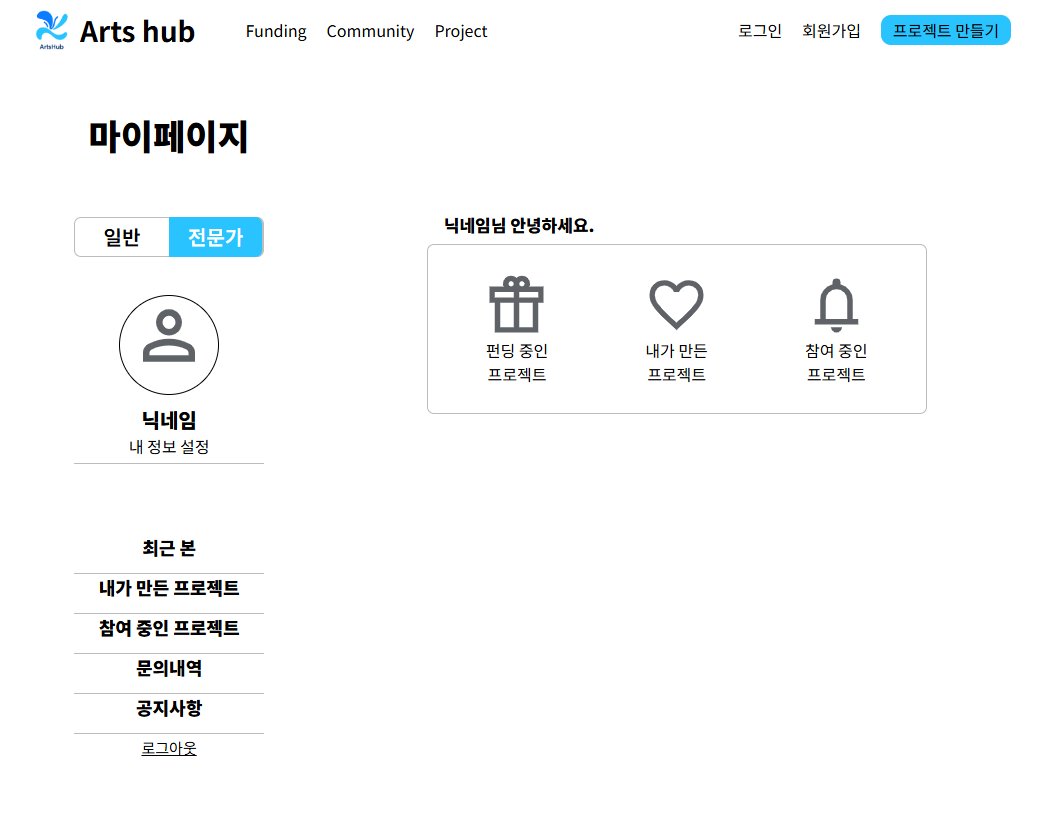 ArtsHub
Arts hub
Funding Community Project
로그인 회원가입 프로젝트 만들기
마이페이지
일반 전문가
닉네임
내 정보 설정
최근 본
내가 만든 프로젝트
참여 중인 프로젝트
문의내역
공지사항
로그아웃
닉네임님 안녕하세요.
펀딩 중인
프로젝트
내가 만든
프로젝트
참여 중인
프로젝트